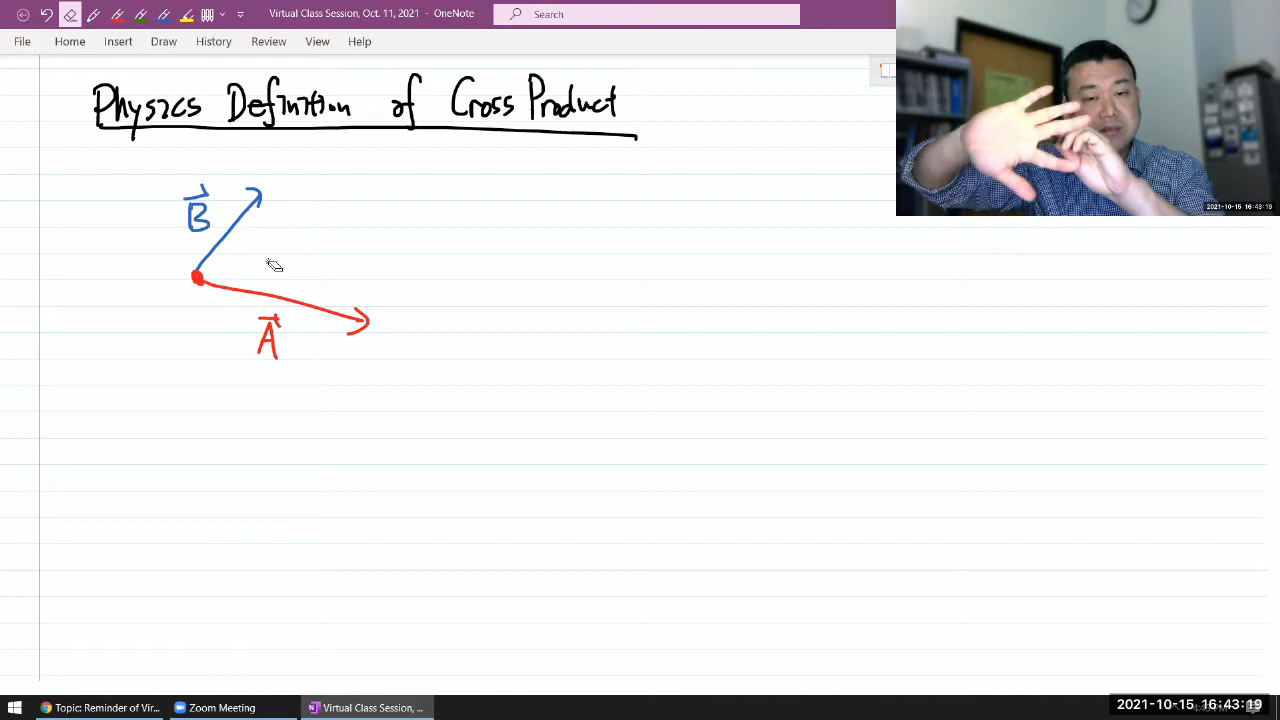 Virtual Class Session, Oct. 11, 2021 - OneNote
Search
File Home Insert Draw History Review View Help
Physics Definition of Cross Product
B
A
2021-10-15 16:43:19
Topic: Reminder of Vir...
Zoom Meeting
Virtual Class Session, ...
2021-10-15 16:43:19